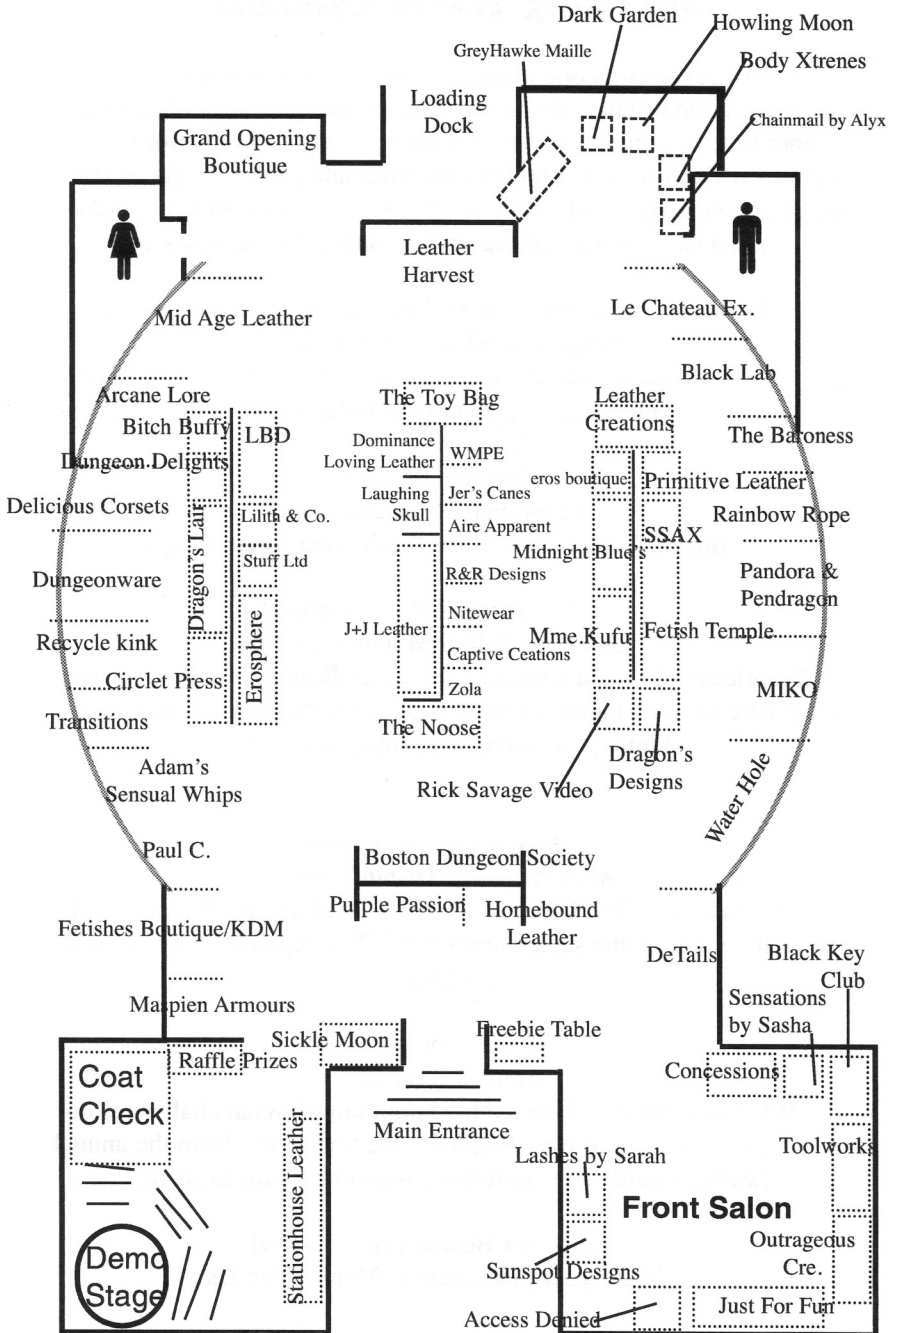 Dark Garden
Howling Moon
GreyHawke Maille
Body Xtrenes
Loading
Dock
Chainmail by Alyx
Grand Opening
Boutique
Leather
Harvest
Mid Age Leather
Le Chateau Ex.
Black Lab
Arcane Lore
The Toy Bag
Leather
Creations
Bitch Buffy
LBD
The Baroness
Dominance
Loving Leather
WMPE
Dungeon Delights
eros boutique
Primitive Leather
Delicious Corsets
Laughing
Skull
Jer's Canes
Rainbow Rope
Lilith & Co.
Aire Apparent
SSAX
Dragon's Lair
Stuff Ltd
Midnight Blue's
Dungeonware
R&R Designs
Pandora &
Pendragon
Nitewear
J+J Leather
Mme.Kufu
Fetish Temple
Recycle kink
Erosphere
Captive Ceations
Circlet Press
Zola
MIKO
Transitions
The Noose
Adam's
Sensual Whips
Rick Savage Video
Dragon's
Designs
Water Hole
Paul C.
Boston Dungeon Society
Purple Passion
Homebound
Leather
Fetishes Boutique/KDM
DeTails
Black Key
Club
Maspien Armours
Sensations
by Sasha
Sickle Moon
Freebie Table
Raffle Prizes
Concessions
Coat
Check
Main Entrance
Stationhouse Leather
Lashes by Sarah
Toolworks
Front Salon
Demo
Stage
Sunspot Designs
Outrageous
Cre.
Access Denied
Just For Fun